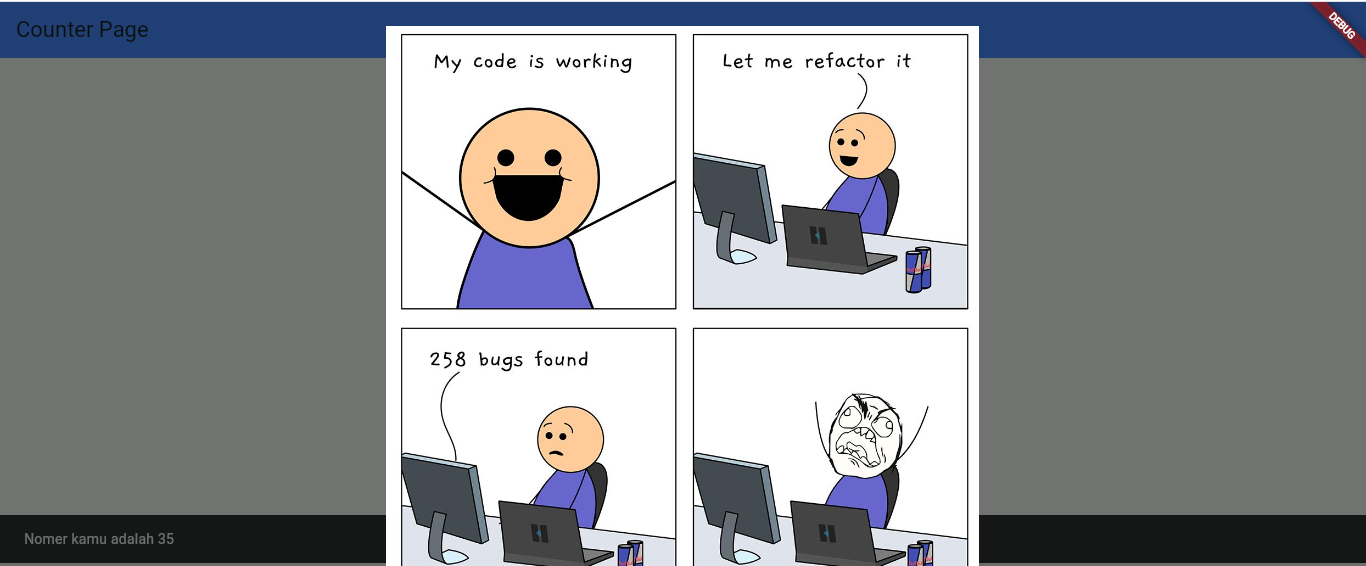 Counter Page
DEBUG
My code is working
Let me refactor it
258 bugs found
Nomer kamu adalah 35